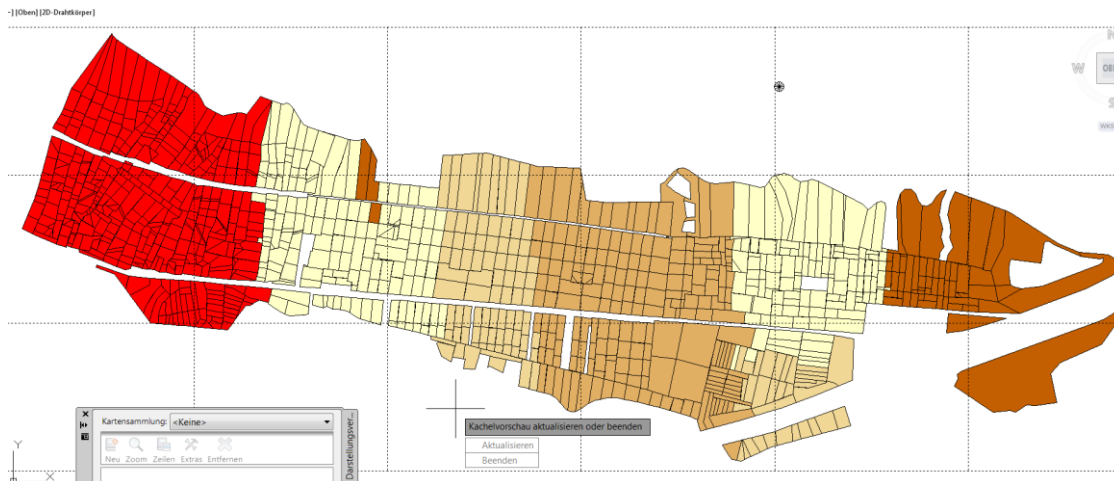 -] [Oben] [2D-Drahtkörper]
N
W
S
Kartensammlung: <Keine>
Neu Zoom Zeilen Extras Entfernen
Darstellungsver...
Kachelvorschau aktualisieren oder beenden
Aktualisieren
Beenden
Y
X